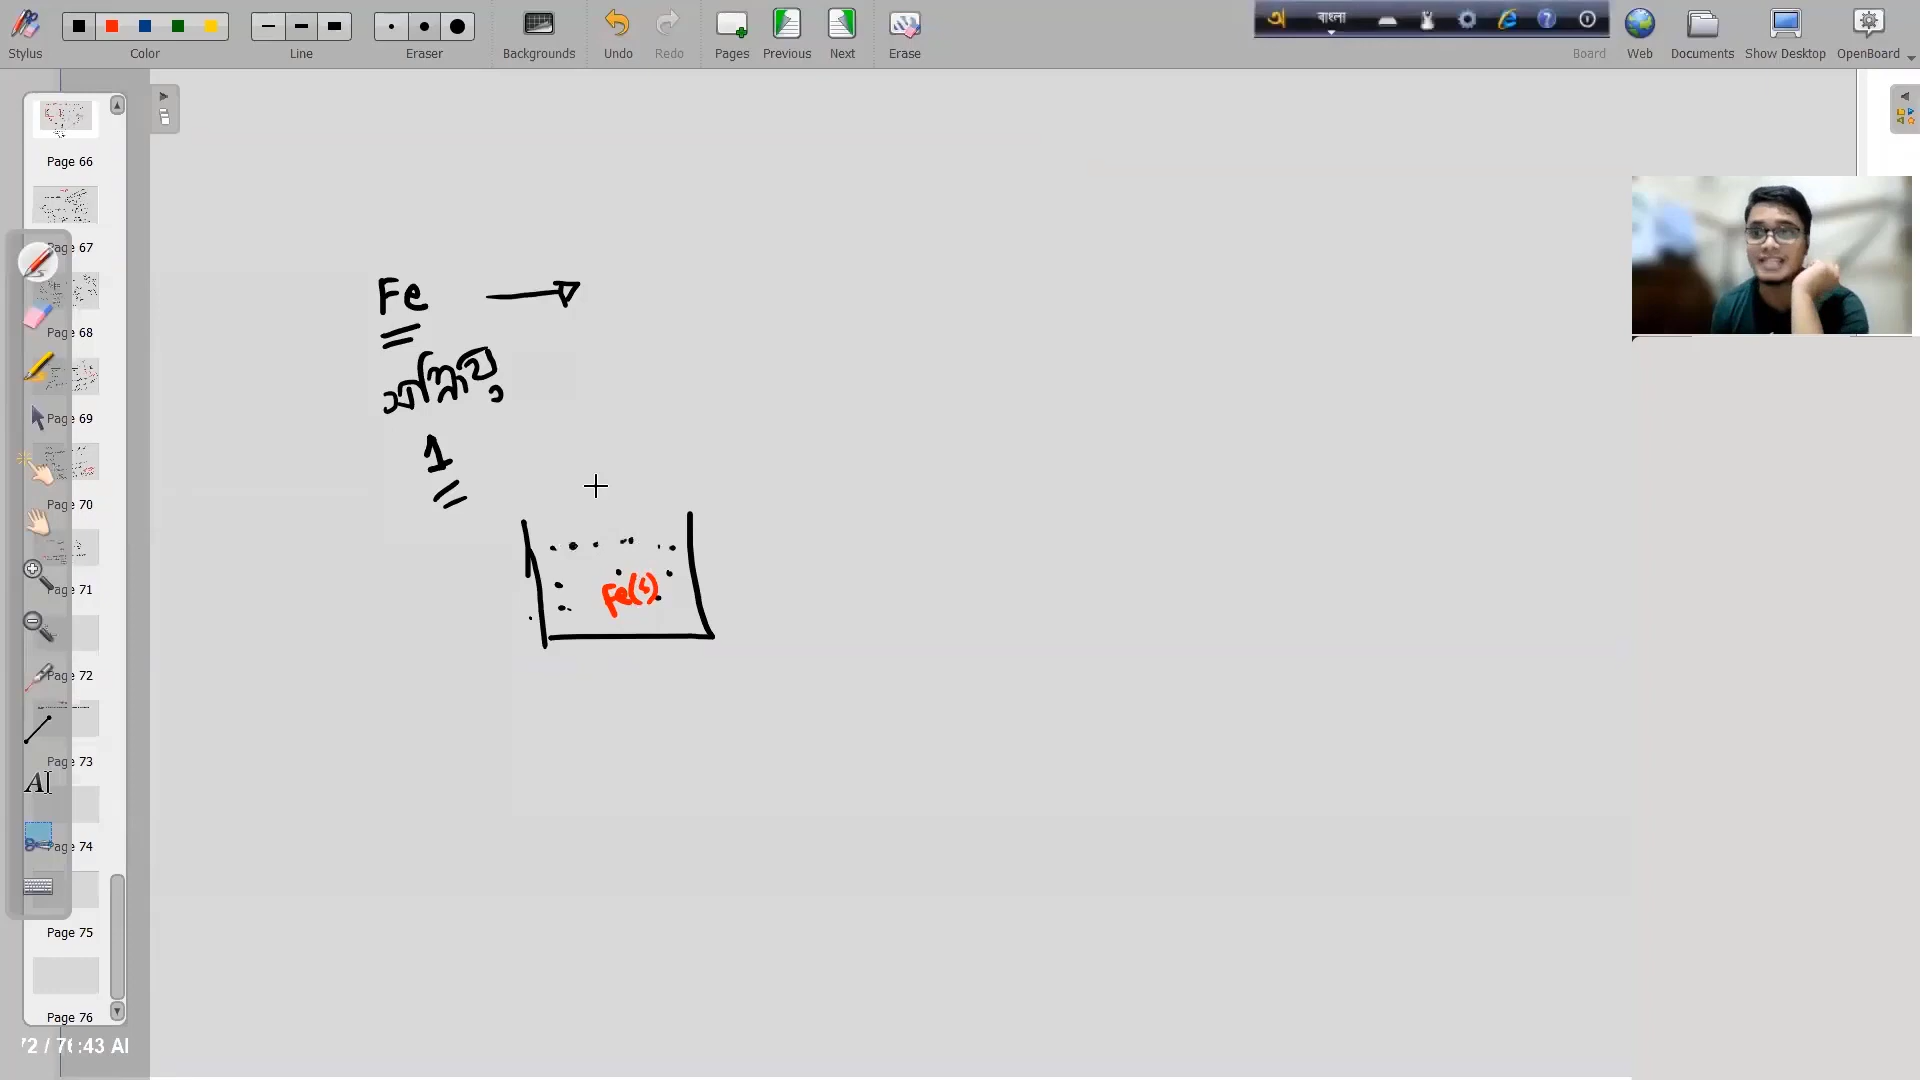 Stylus
Color
Line
Eraser
Backgrounds
Undo
Redo
Pages
Previous
Next
Erase
অ
বাংলা
Board
Web
Documents
Show Desktop
OpenBoard
Page 66
Page 67
Page 68
Page 69
Page 70
Page 71
Page 72
Page 73
Page 74
Page 75
Page 76
Fe
1
Fe(s)